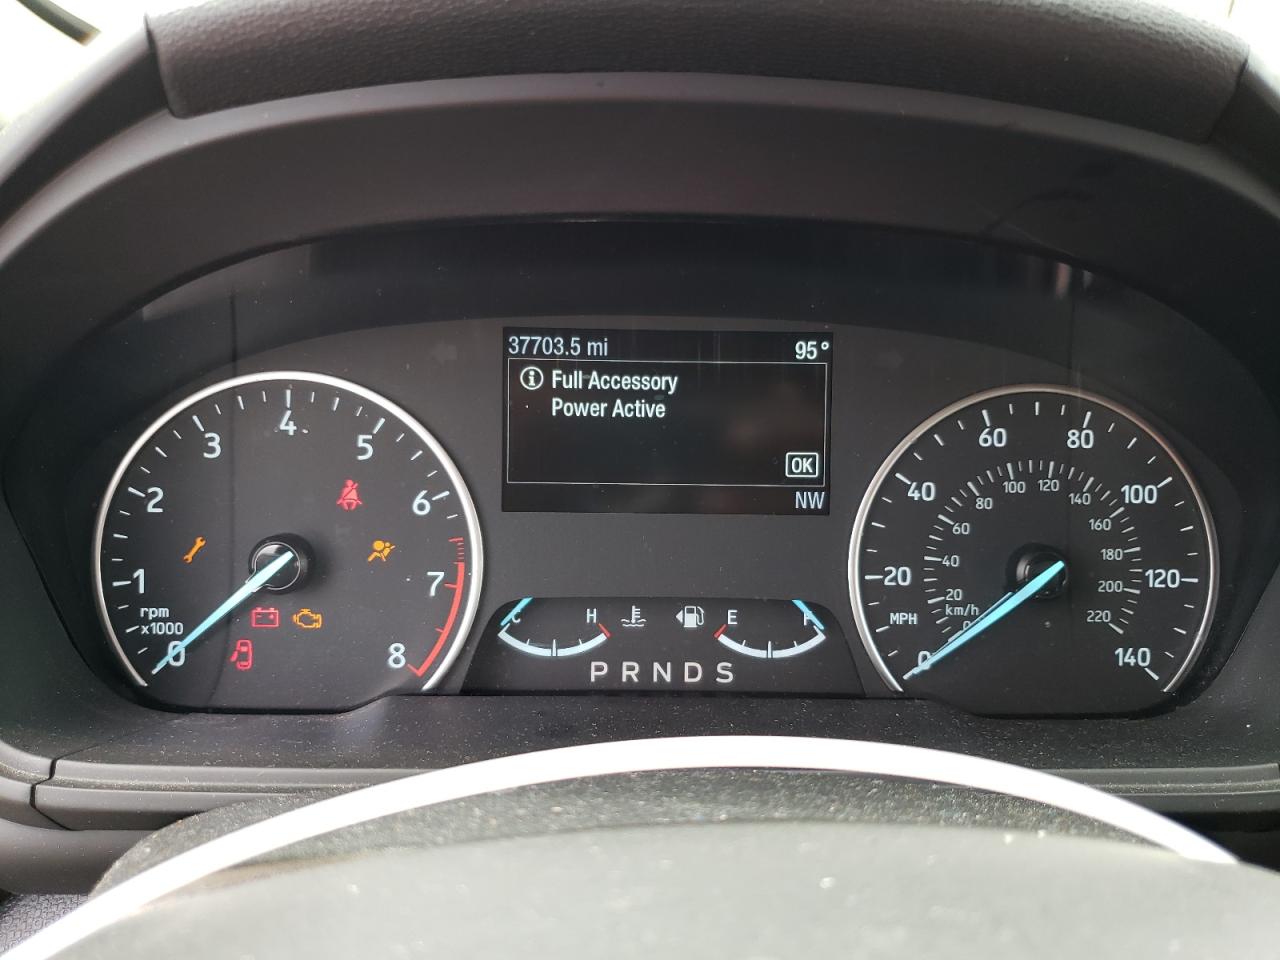 37703.5 mi 95°
Full Accessory
Power Active
OK
NW
0 1 2 3 4 5 6 7 8
rpm
x1000
C H E F
P R N D S
0 20 40 60 80 100 120 140
MPH
0 20 40 60 80 100 120 140 160 180 200 220
km/h